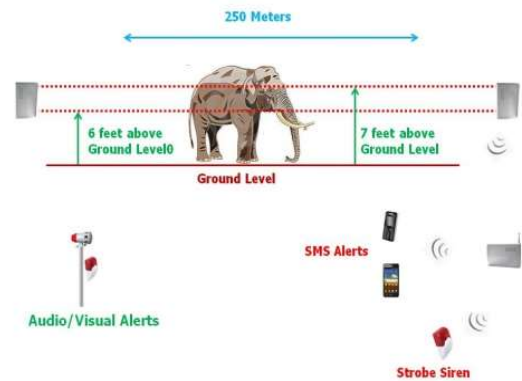 250 Meters
6 feet above
Ground Level0
7 feet above
Ground Level
Ground Level
SMS Alerts
Audio/Visual Alerts
Strobe Siren